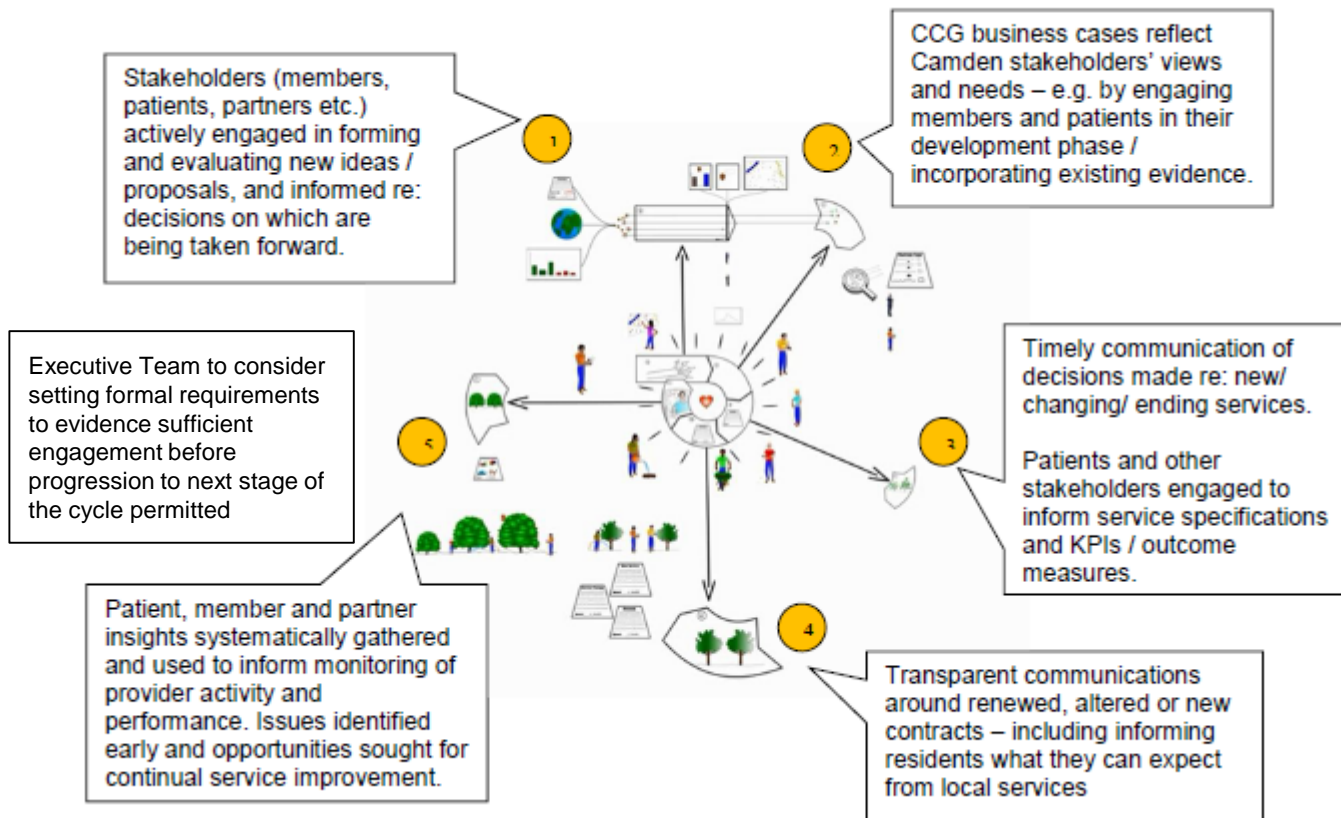 Stakeholders (members,
patients, partners etc.)
actively engaged in forming
and evaluating new ideas /
proposals, and informed re:
decisions on which are
being taken forward.
1
CCG business cases reflect
Camden stakeholders’ views
and needs – e.g. by engaging
members and patients in their
development phase /
incorporating existing evidence.
2
Executive Team to consider
setting formal requirements
to evidence sufficient
engagement before
progression to next stage of
the cycle permitted
Timely communication of
decisions made re: new/
changing/ ending services.
Patients and other
stakeholders engaged to
inform service specifications
and KPIs / outcome
measures.
3
5
Patient, member and partner
insights systematically gathered
and used to inform monitoring of
provider activity and
performance. Issues identified
early and opportunities sought for
continual service improvement.
4
Transparent communications
around renewed, altered or new
contracts – including informing
residents what they can expect
from local services